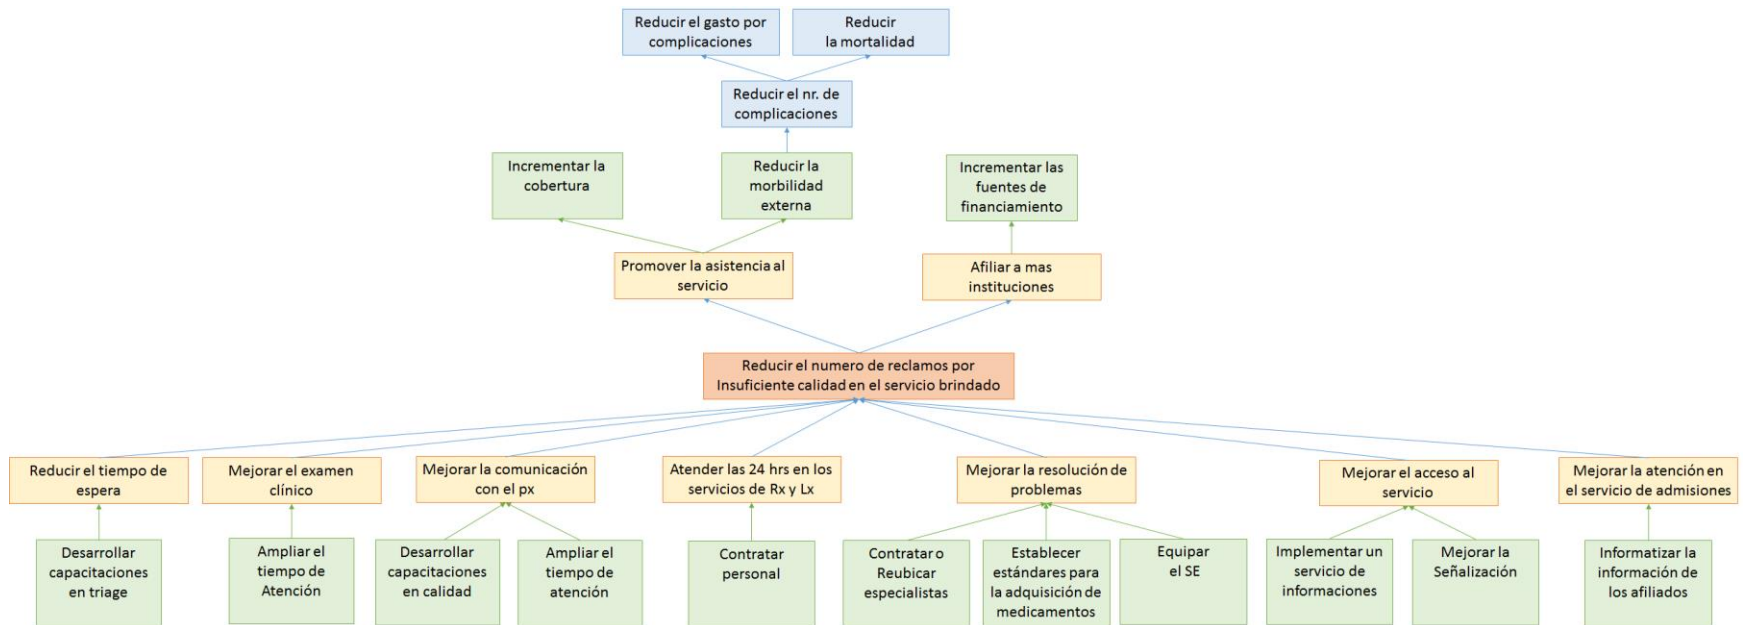 Reducir el gasto por
complicaciones
Reducir
la mortalidad
Reducir el nr. de
complicaciones
Incrementar la
cobertura
Reducir la
morbilidad
externa
Incrementar las
fuentes de
financiamiento
Promover la asistencia al
servicio
Afiliar a mas
instituciones
Reducir el numero de reclamos por
Insuficiente calidad en el servicio brindado
Reducir el tiempo de
espera
Mejorar el examen
clínico
Mejorar la comunicación
con el px
Atender las 24 hrs en los
servicios de Rx y Lx
Mejorar la resolución de
problemas
Mejorar el acceso al
servicio
Mejorar la atención en
el servicio de admisiones
Desarrollar
capacitaciones
en triage
Ampliar el
tiempo de
Atención
Desarrollar
capacitaciones
en calidad
Ampliar el
tiempo de
atención
Contratar
personal
Contratar o
Reubicar
especialistas
Establecer
estándares para
la adquisición de
medicamentos
Equipar
el SE
Implementar un
servicio de
informaciones
Mejorar la
Señalización
Informatizar la
información de
los afiliados